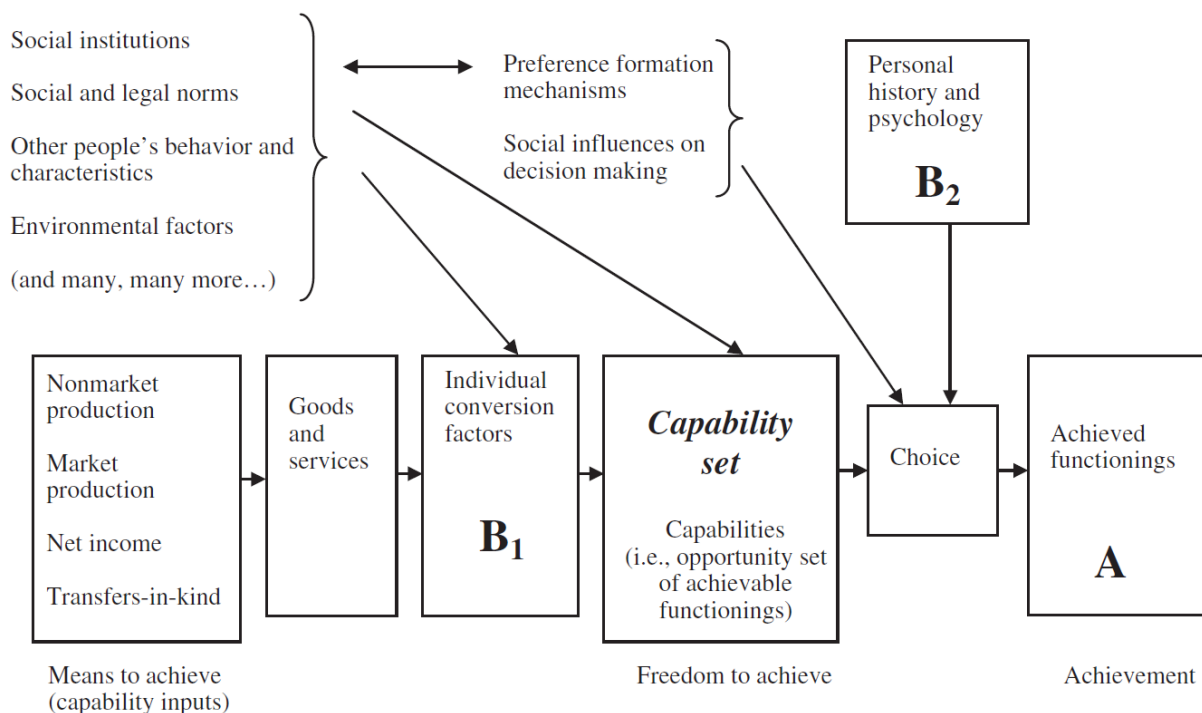 Social institutions
Social and legal norms
Other people's behavior and
characteristics
Environmental factors
(and many, many more…)
Preference formation
mechanisms
Social influences on
decision making
Personal
history and
psychology
B2
Nonmarket
production
Market
production
Net income
Transfers-in-kind
Goods
and
services
Individual
conversion
factors
B1
Capability
set
Capabilities
(i.e., opportunity set
of achievable
functionings)
Choice
Achieved
functionings
A
Means to achieve
(capability inputs)
Freedom to achieve
Achievement